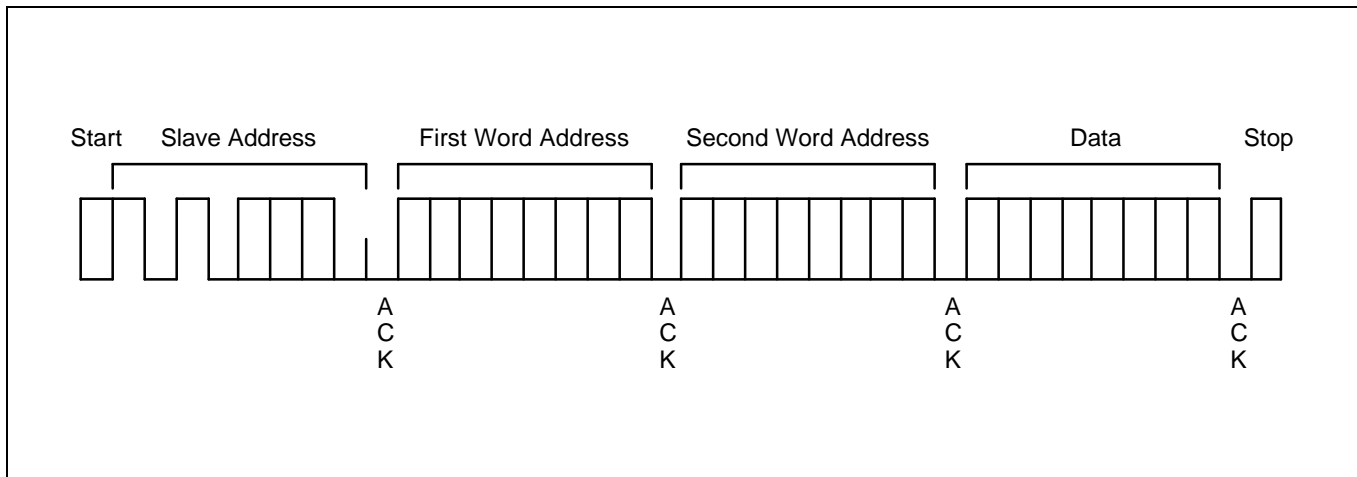 Start Slave Address First Word Address Second Word Address Data Stop
A A A A
C C C C
K K K K